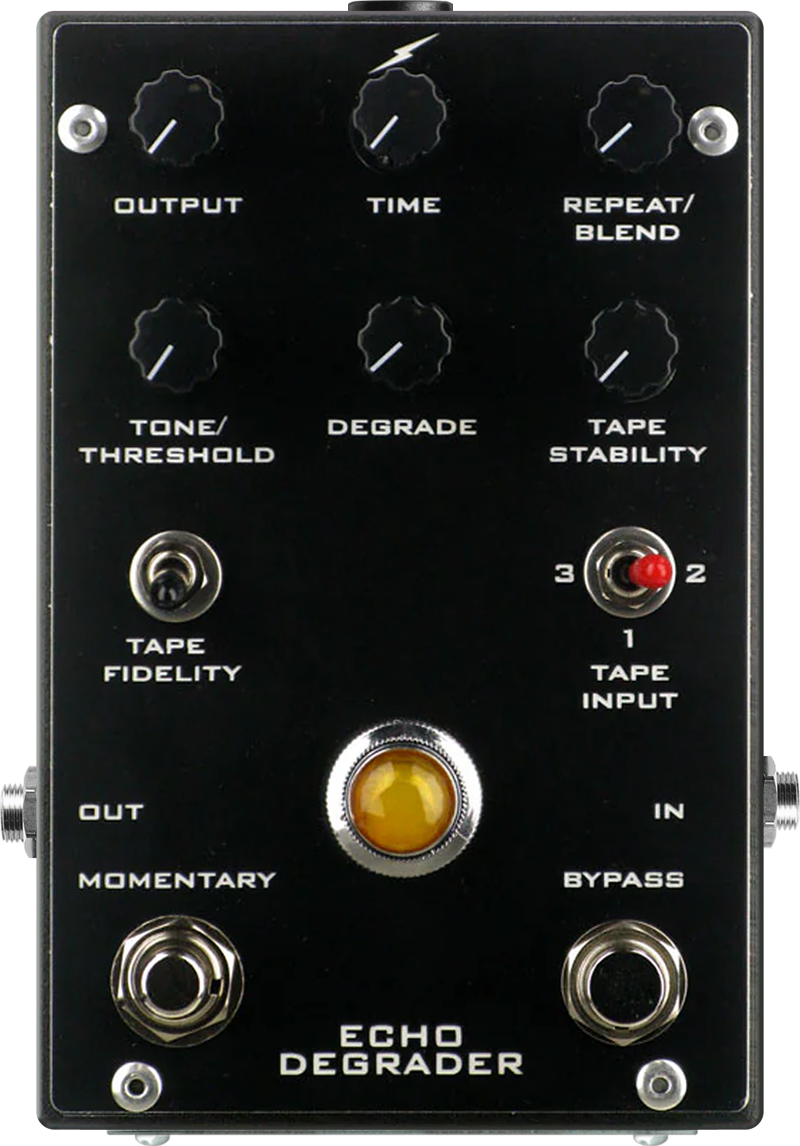 OUTPUT
TIME
REPEAT/
BLEND
TONE/
THRESHOLD
DEGRADE
TAPE
STABILITY
TAPE
FIDELITY
3
2
1
TAPE
INPUT
OUT
IN
MOMENTARY
BYPASS
ECHO
DEGRADER